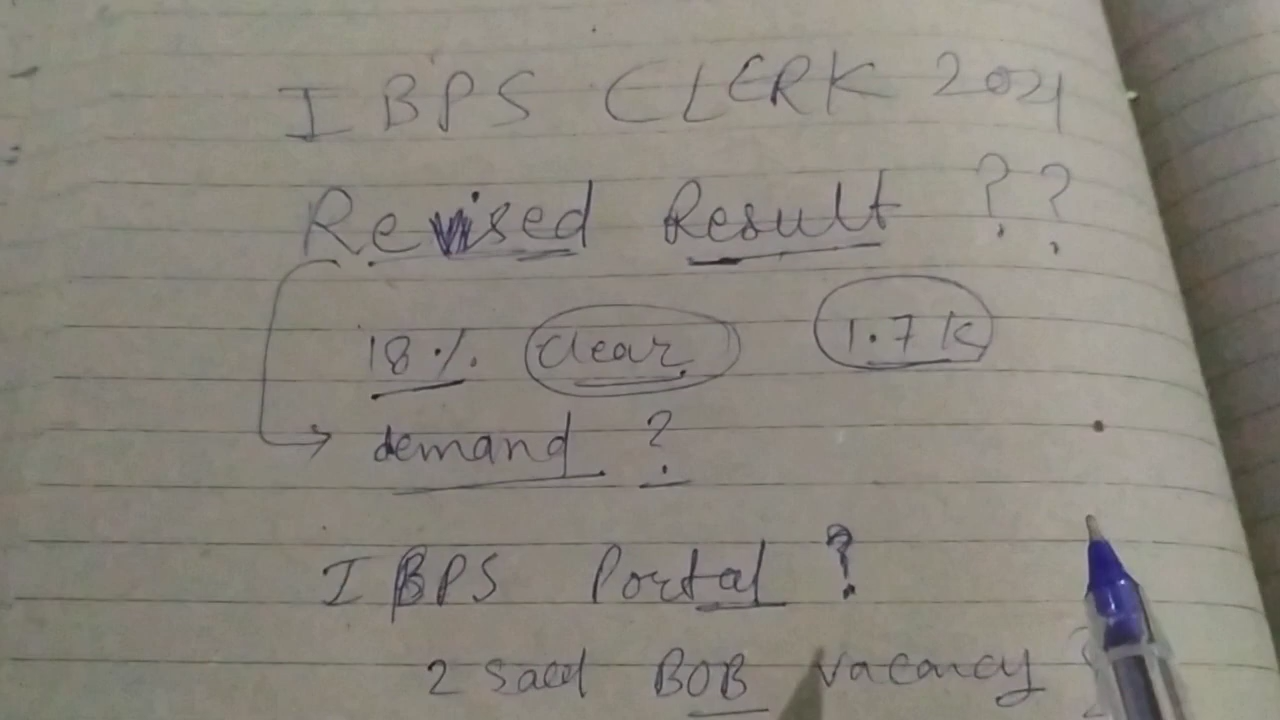 IBPS CLERK 2021
Revised Result ??
18% clear 1.7k
demand ?
IBPS Portal ?
2 saal BOB vacancy